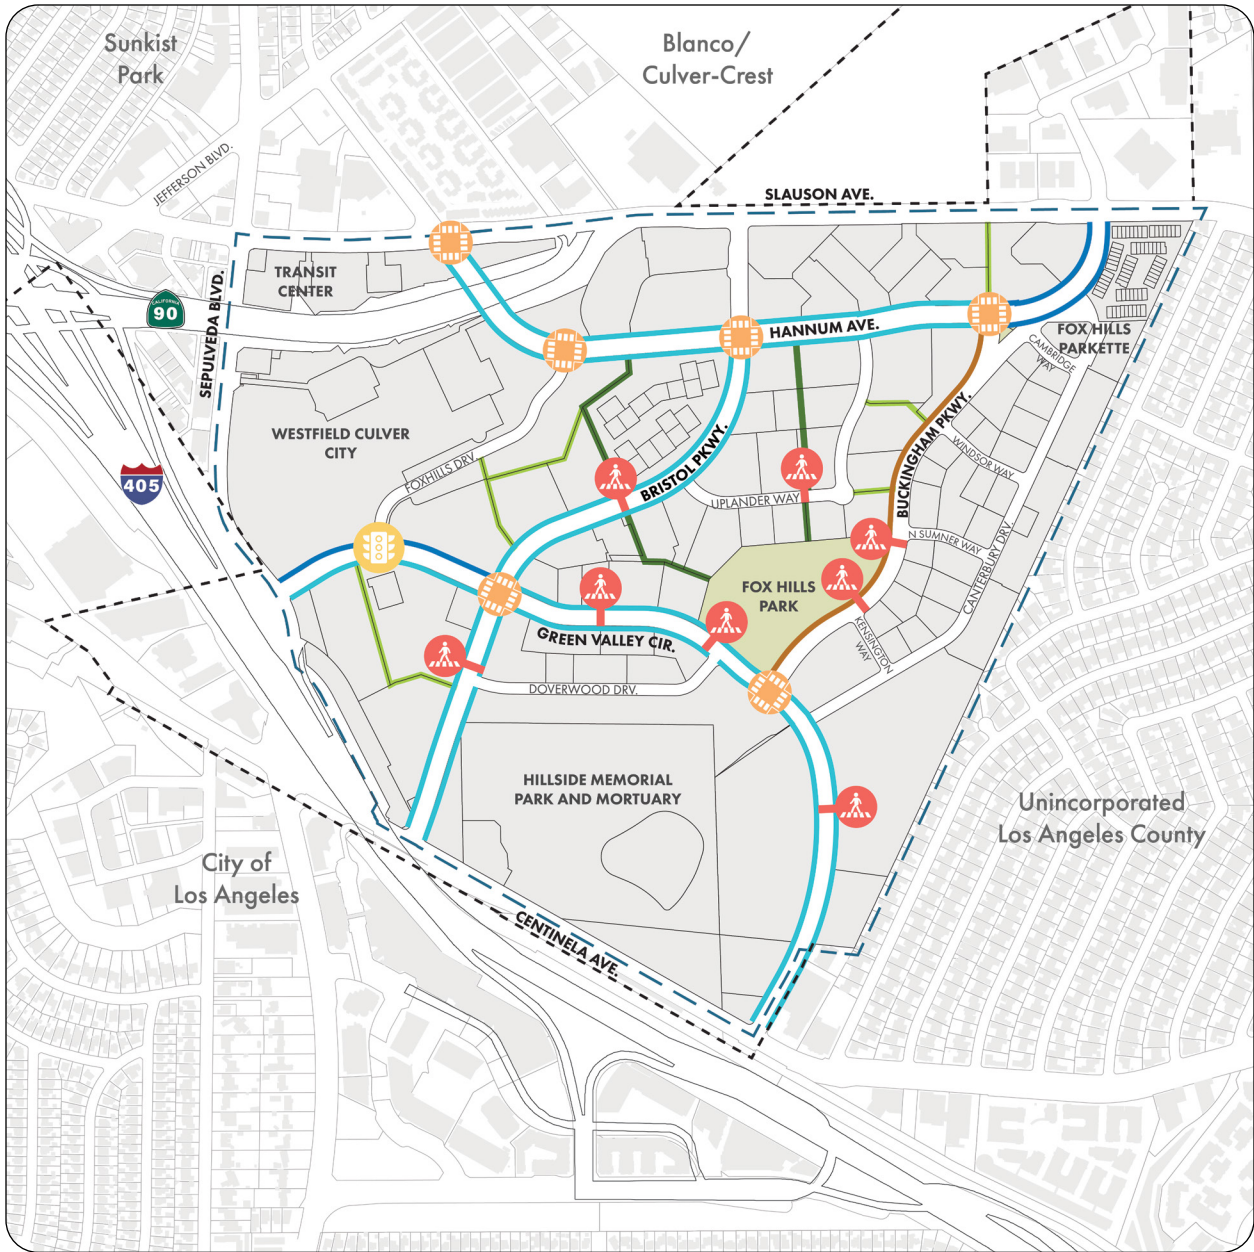 Sunkist
Park
Blanco/
Culver-Crest
JEFFERSON BLVD.
SLAUSON AVE.
TRANSIT
CENTER
SEPULVEDA BLVD.
CALIFORNIA
90
HANNUM AVE.
FOX HILLS
PARKETTE
CAMBRIDGE
WAY
WESTFIELD CULVER
CITY
FOXHILLS DRV.
BRISTOL PKWY.
BUCKINGHAM PKWY.
WINDSOR WAY
405
UPLANDER WAY
N SUMNER WAY
CANTERBURY DRV.
FOX HILLS
PARK
GREEN VALLEY CIR.
KENSINGTON
WAY
DOVERWOOD DRV.
HILLSIDE MEMORIAL
PARK AND MORTUARY
Unincorporated
Los Angeles County
City of
Los Angeles
CENTINELA AVE.